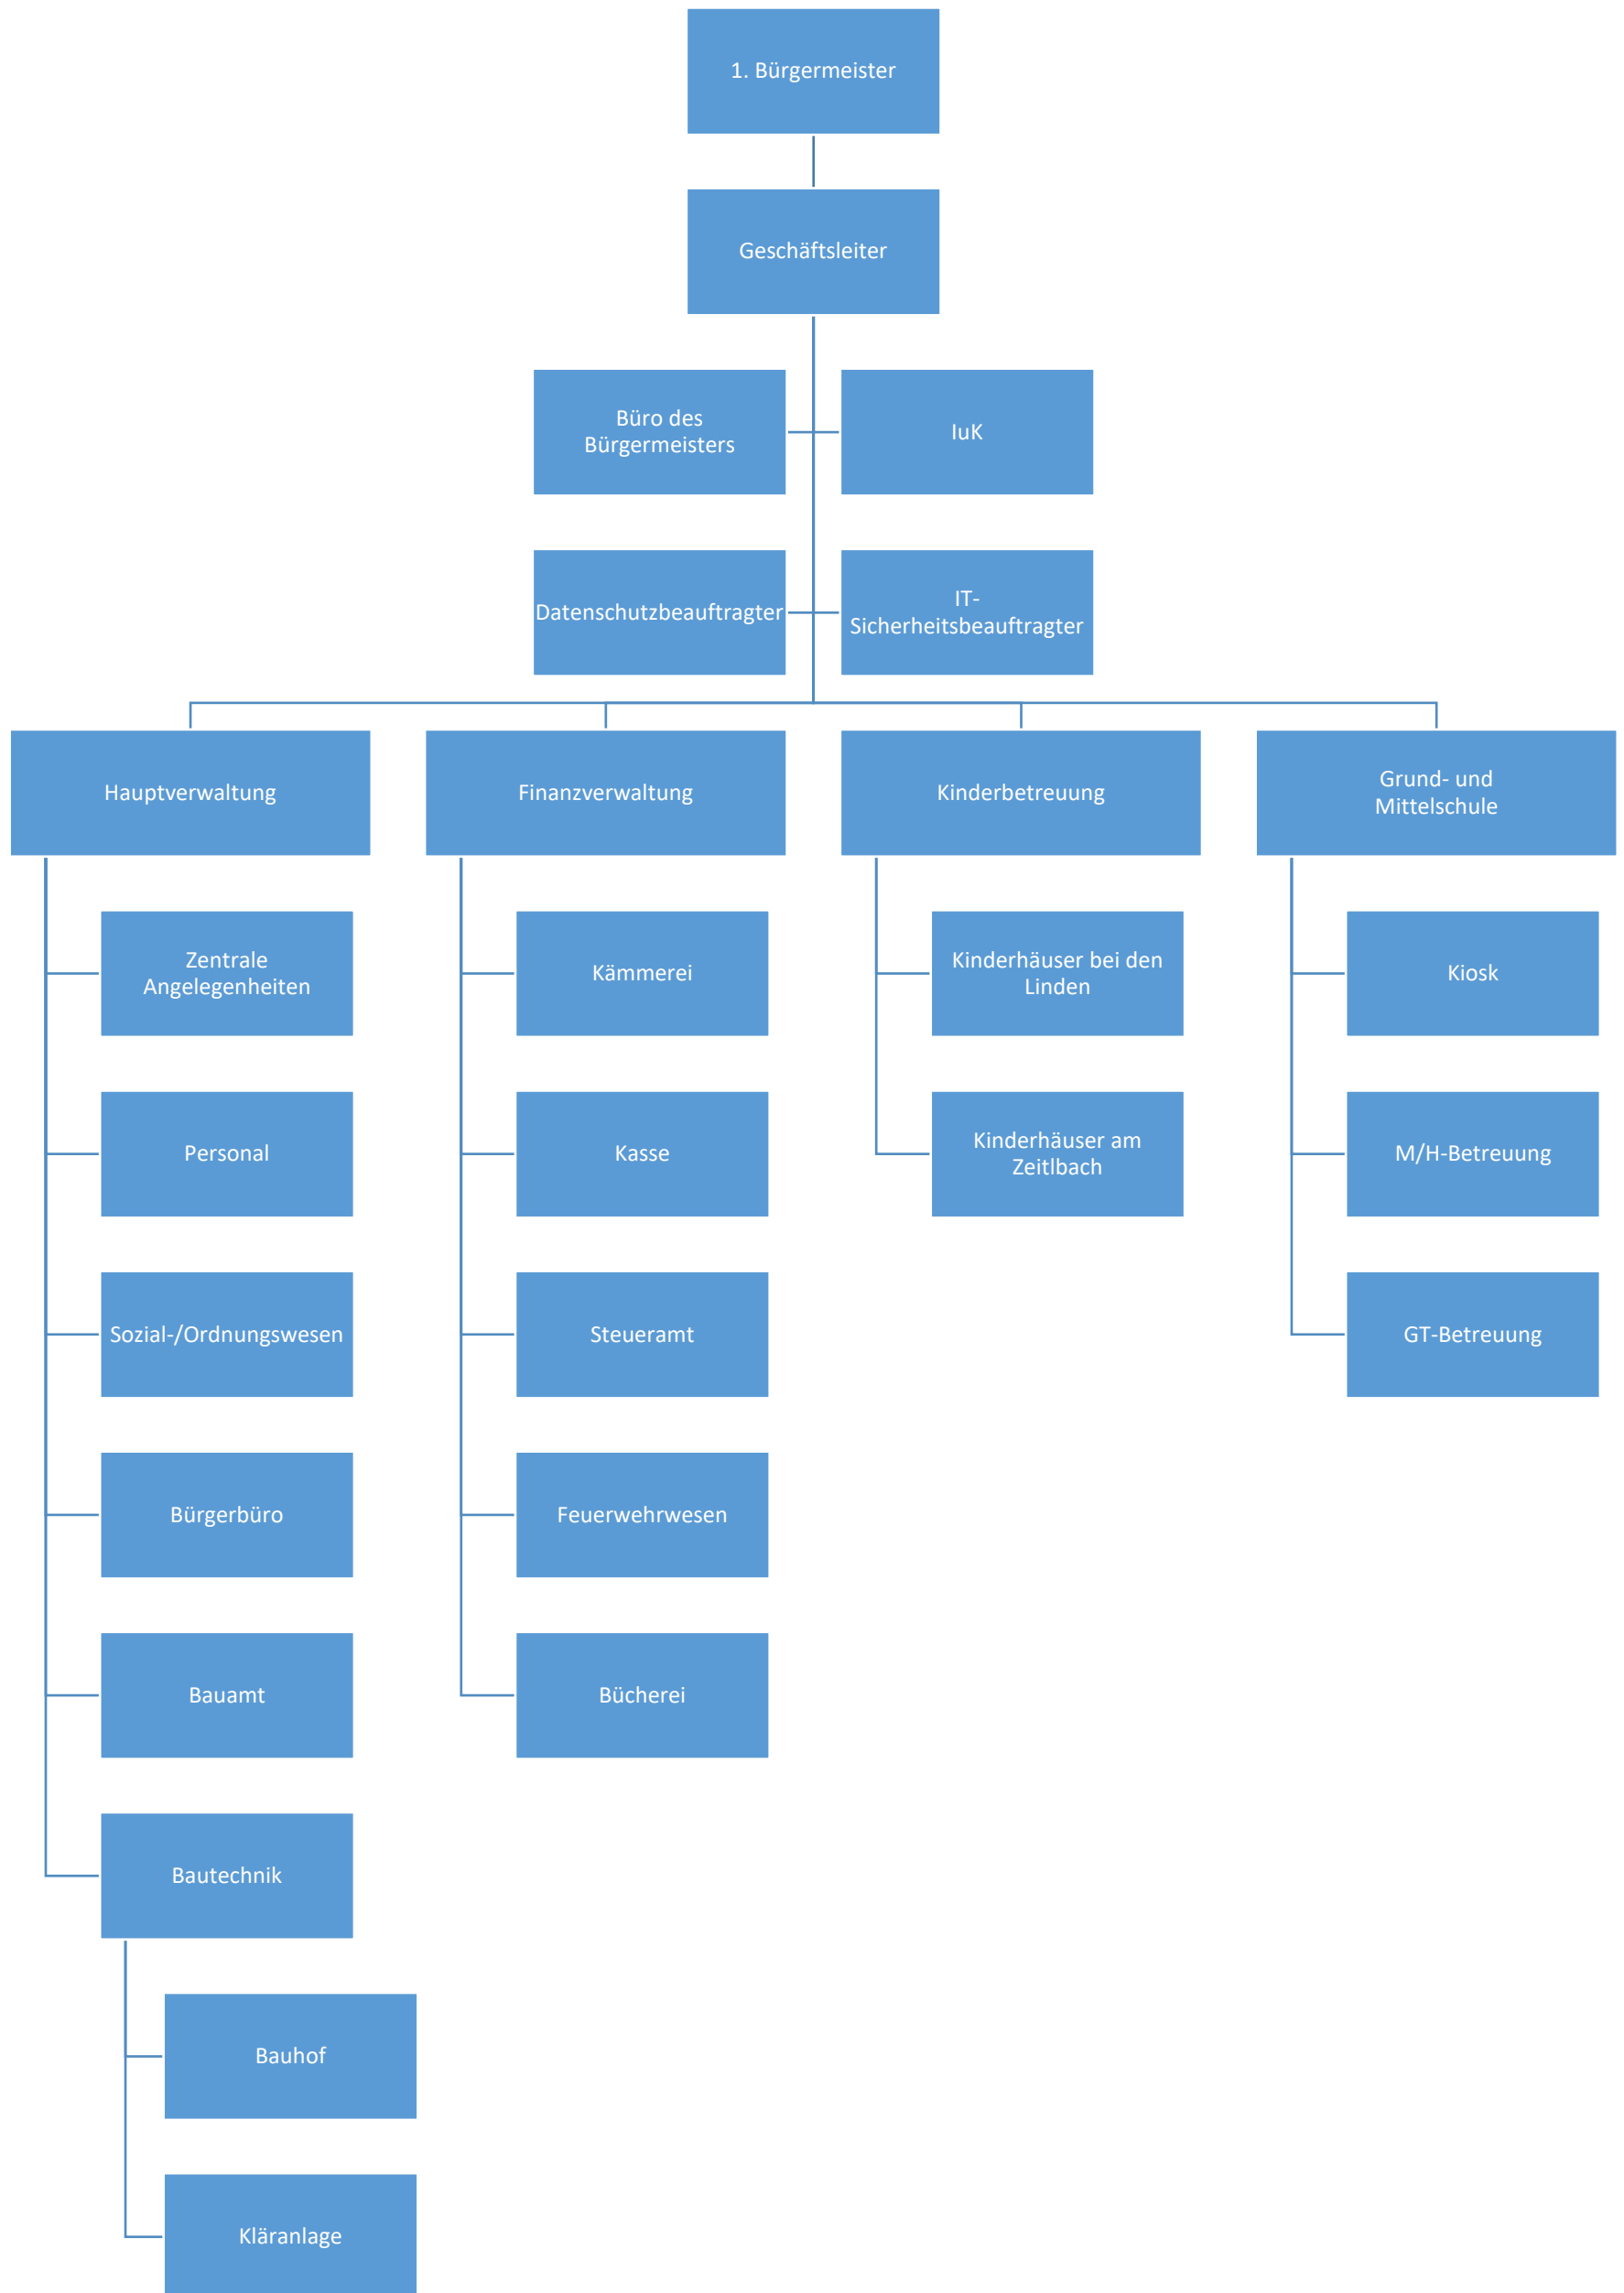 1. Bürgermeister
Geschäftsleiter
Büro des
Bürgermeisters
IuK
Datenschutzbeauftragter
IT-
Sicherheitsbeauftragter
Hauptverwaltung
Finanzverwaltung
Kinderbetreuung
Grund- und
Mittelschule
Zentrale
Angelegenheiten
Kämmerei
Kinderhäuser bei den
Linden
Kiosk
Personal
Kasse
Kinderhäuser am
Zeitlbach
M/H-Betreuung
Sozial-/Ordnungswesen
Steueramt
GT-Betreuung
Bürgerbüro
Feuerwehrwesen
Bauamt
Bücherei
Bautechnik
Bauhof
Kläranlage